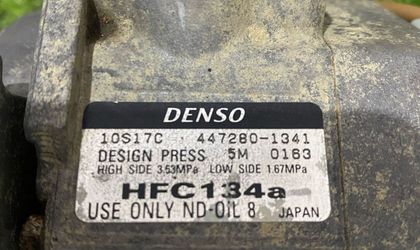 DENSO
10S17C 447280-1341
DESIGN PRESS 5M 0163
HIGH SIDE 3.53MPa LOW SIDE 1.67MPa
HFC134a
USE ONLY ND-OIL 8 JAPAN